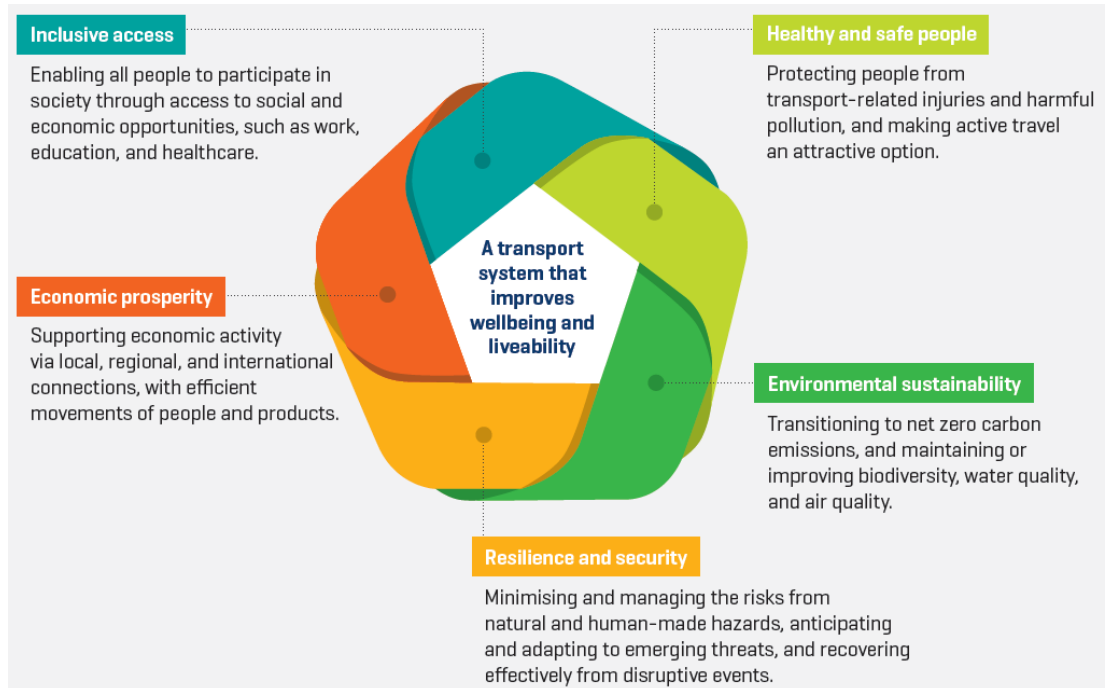 Inclusive access
Enabling all people to participate in
society through access to social and
economic opportunities, such as work,
education, and healthcare.
Healthy and safe people
Protecting people from
transport-related injuries and harmful
pollution, and making active travel
an attractive option.
A transport
system that
improves
wellbeing and
liveability
Economic prosperity
Supporting economic activity
via local, regional, and international
connections, with efficient
movements of people and products.
Environmental sustainability
Transitioning to net zero carbon
emissions, and maintaining or
improving biodiversity, water quality,
and air quality.
Resilience and security
Minimising and managing the risks from
natural and human-made hazards, anticipating
and adapting to emerging threats, and recovering
effectively from disruptive events.